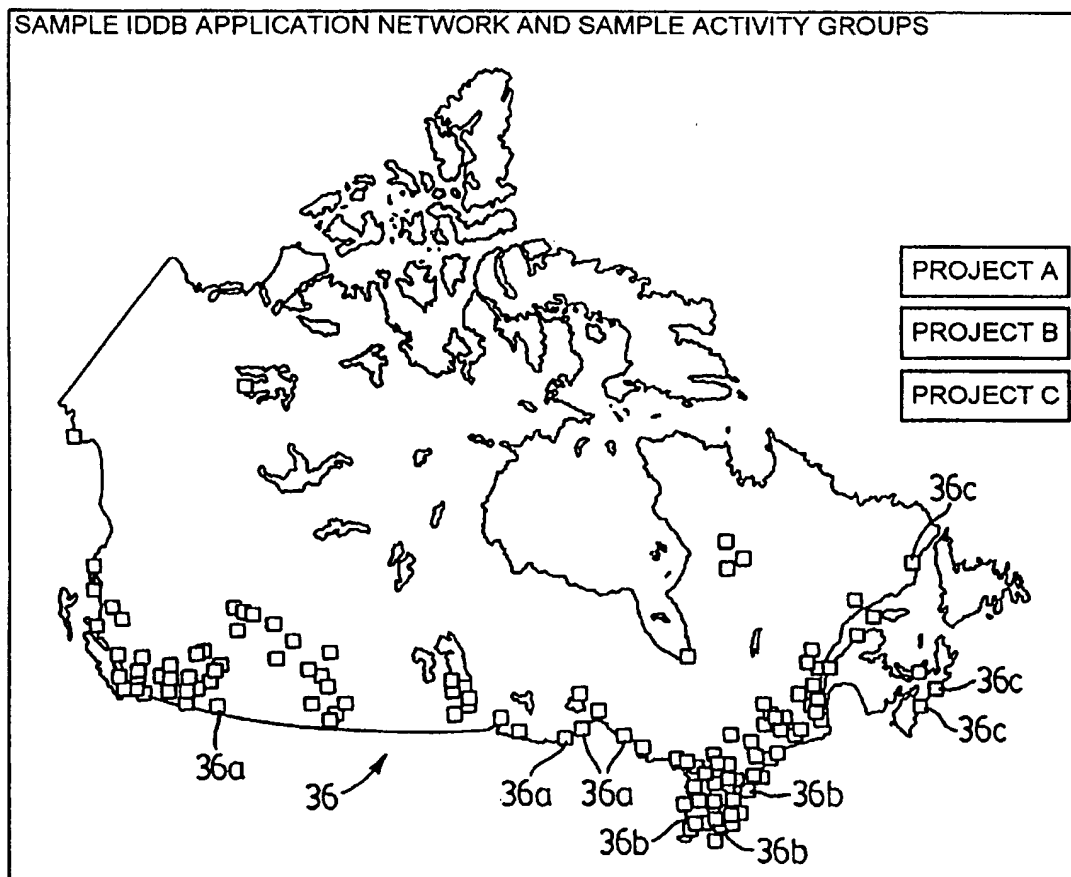 SAMPLE IDDB APPLICATION NETWORK AND SAMPLE ACTIVITY GROUPS
PROJECT A
PROJECT B
PROJECT C
36c
36c
36c
36a
36
36a
36a
36b
36b
36b